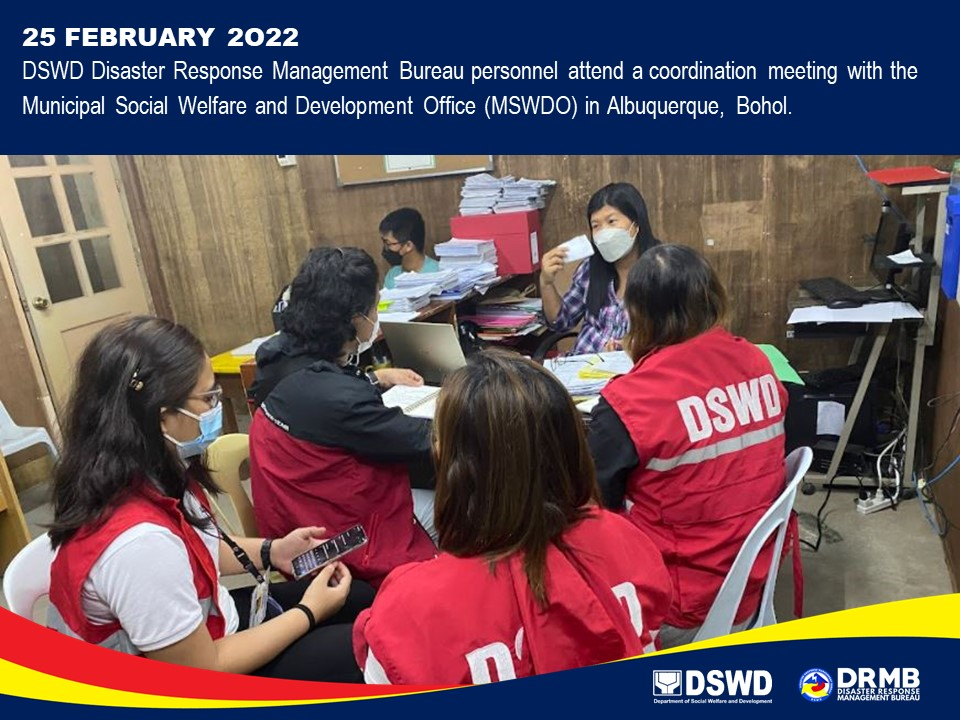 25 FEBRUARY 2022
DSWD Disaster Response Management Bureau personnel attend a coordination meeting with the
Municipal Social Welfare and Development Office (MSWDO) in Albuquerque, Bohol.
DSWD
DSWD
Department of Social Welfare and Development
DRMB
DISASTER RESPONSE
MANAGEMENT BUREAU